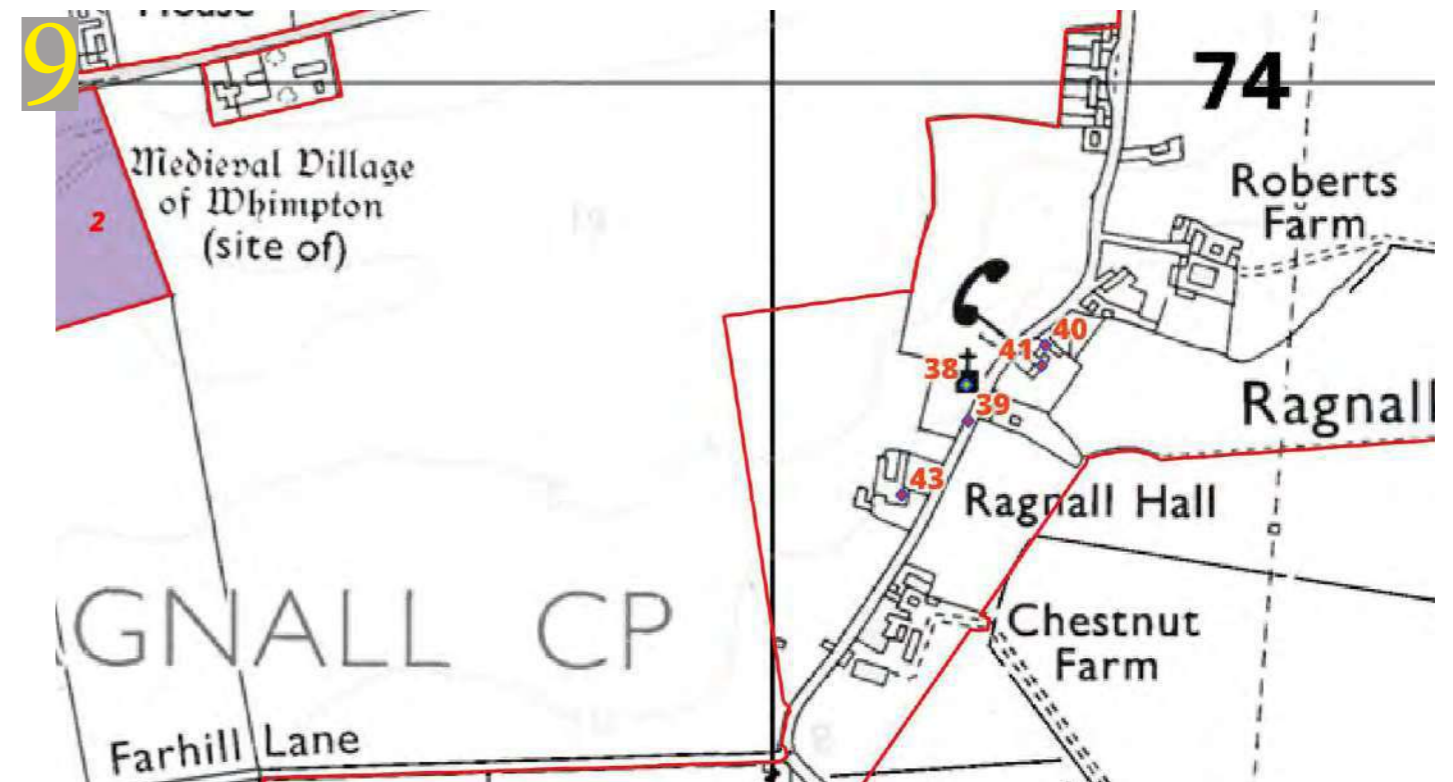 9
74
Medieval Village
of Whimpton
(site of)
2
Roberts
Farm
40
41
38
39
Ragnall
43
Ragnall Hall
GNALL CP
Chestnut
Farm
Farhill Lane